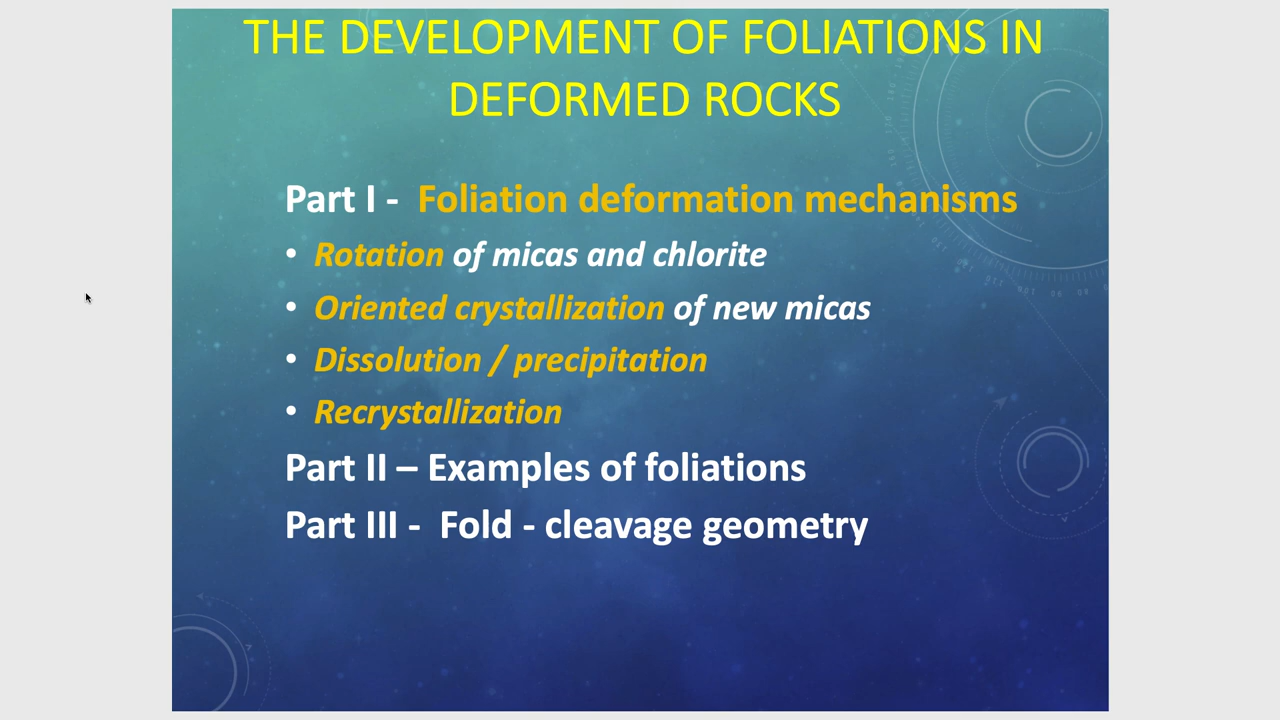 THE DEVELOPMENT OF FOLIATIONS IN
DEFORMED ROCKS
Part I - Foliation deformation mechanisms
• Rotation of micas and chlorite
• Oriented crystallization of new micas
• Dissolution / precipitation
• Recrystallization
Part II – Examples of foliations
Part III - Fold - cleavage geometry